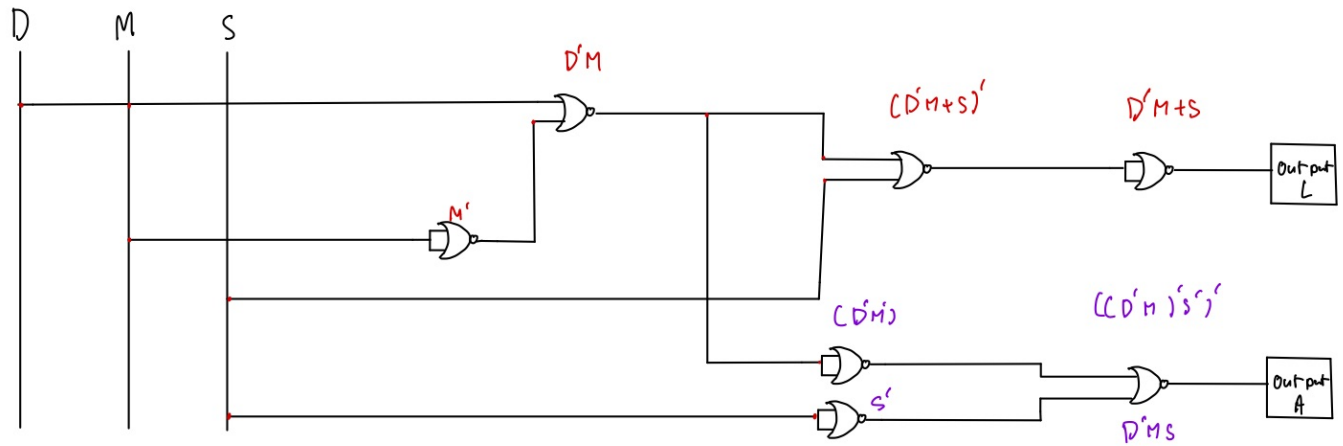 D M S
D'M
(D'M+S)'
D'M+S
Output
L
M'
(D'M')
((D'M)'S')'
Output
A
S'
D'MS